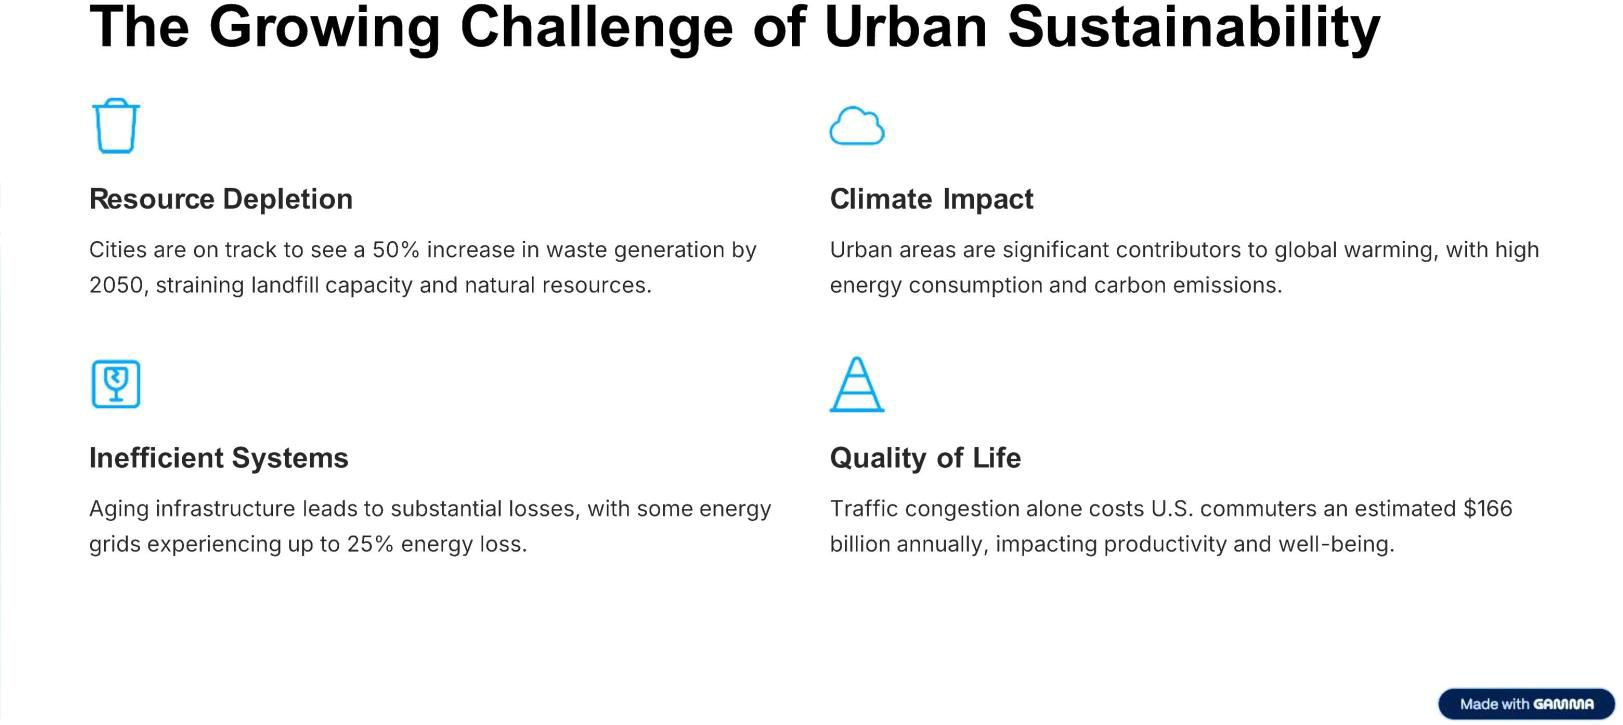 The Growing Challenge of Urban Sustainability
Resource Depletion
Cities are on track to see a 50% increase in waste generation by
2050, straining landfill capacity and natural resources.
Climate Impact
Urban areas are significant contributors to global warming, with high
energy consumption and carbon emissions.
Inefficient Systems
Aging infrastructure leads to substantial losses, with some energy
grids experiencing up to 25% energy loss.
Quality of Life
Traffic congestion alone costs U.S. commuters an estimated $166
billion annually, impacting productivity and well-being.
Made with GAMMA